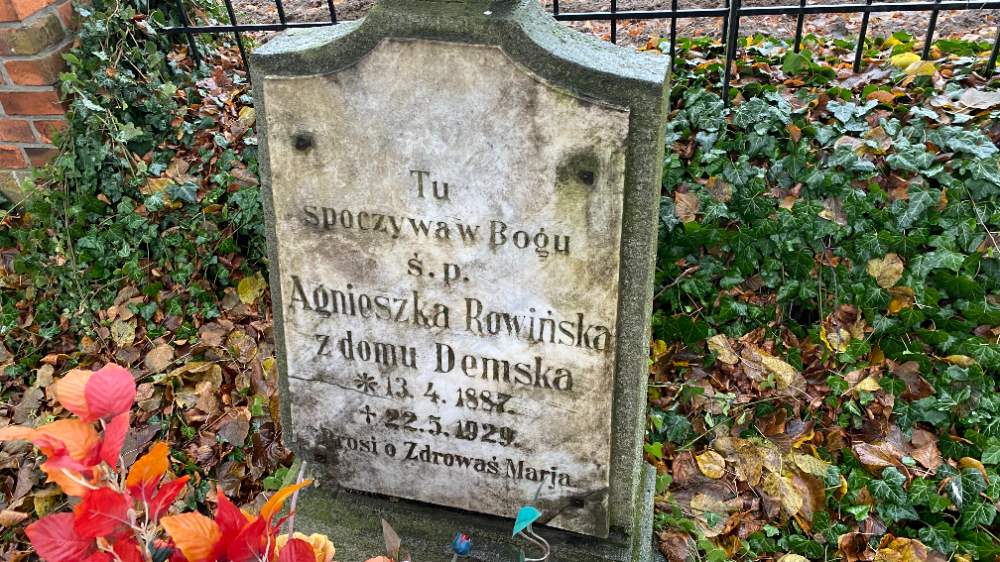 Tu
spoczywa w Bogu
ś.p.
Agnieszka Rowińska
z domu Demska
* 13. 4. 1887.
† 22. 5. 1929.
Prosi o Zdrowaś Marja.